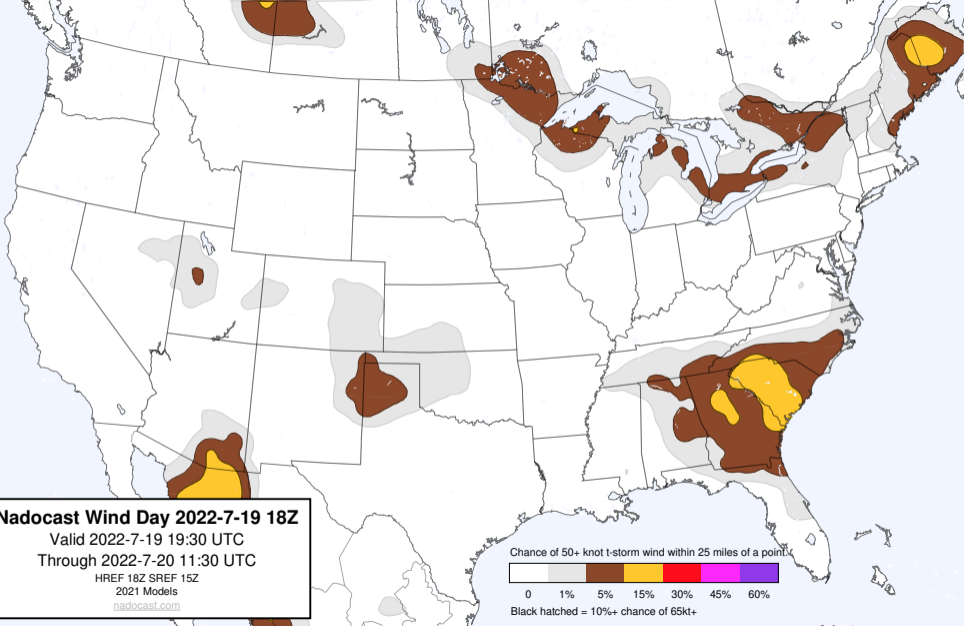 Nadocast Wind Day 2022-7-19 18Z
Valid 2022-7-19 19:30 UTC
Through 2022-7-20 11:30 UTC
HREF 18Z SREF 15Z
2021 Models
nadocast.com
Chance of 50+ knot t-storm wind within 25 miles of a point.
0 1% 5% 15% 30% 45% 60%
Black hatched = 10%+ chance of 65kt+